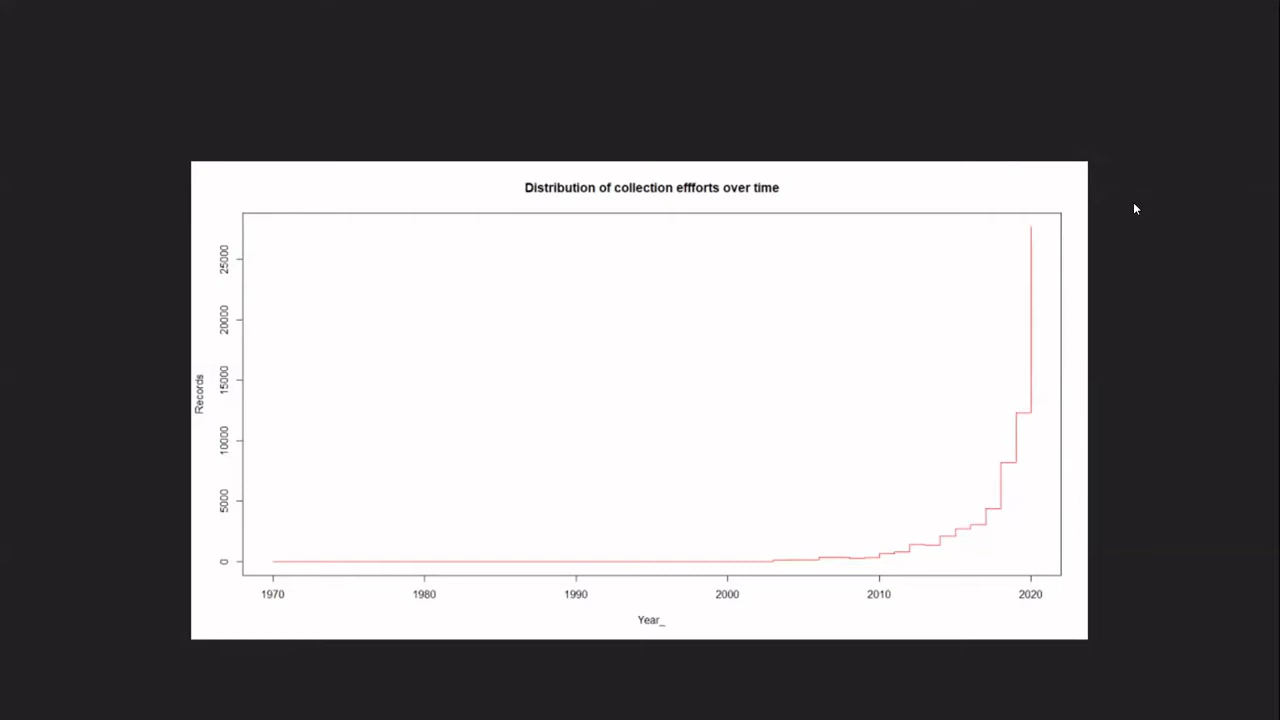 Distribution of collection effforts over time
25000
20000
15000
10000
5000
0
Records
1970 1980 1990 2000 2010 2020
Year_